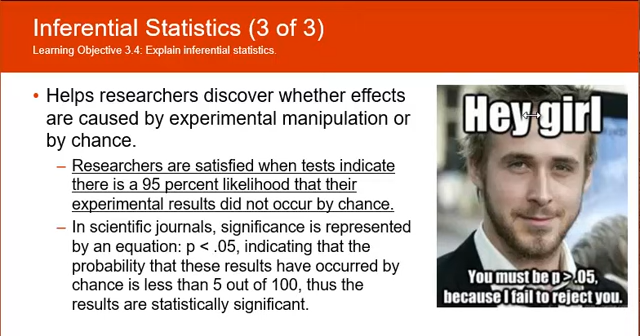 Inferential Statistics (3 of 3)
Learning Objective 3.4: Explain inferential statistics.
• Helps researchers discover whether effects
are caused by experimental manipulation or
by chance.
– Researchers are satisfied when tests indicate
there is a 95 percent likelihood that their
experimental results did not occur by chance.
– In scientific journals, significance is represented
by an equation: p < .05, indicating that the
probability that these results have occurred by
chance is less than 5 out of 100, thus the
results are statistically significant.
Hey girl
You must be p > .05,
because I fail to reject you.